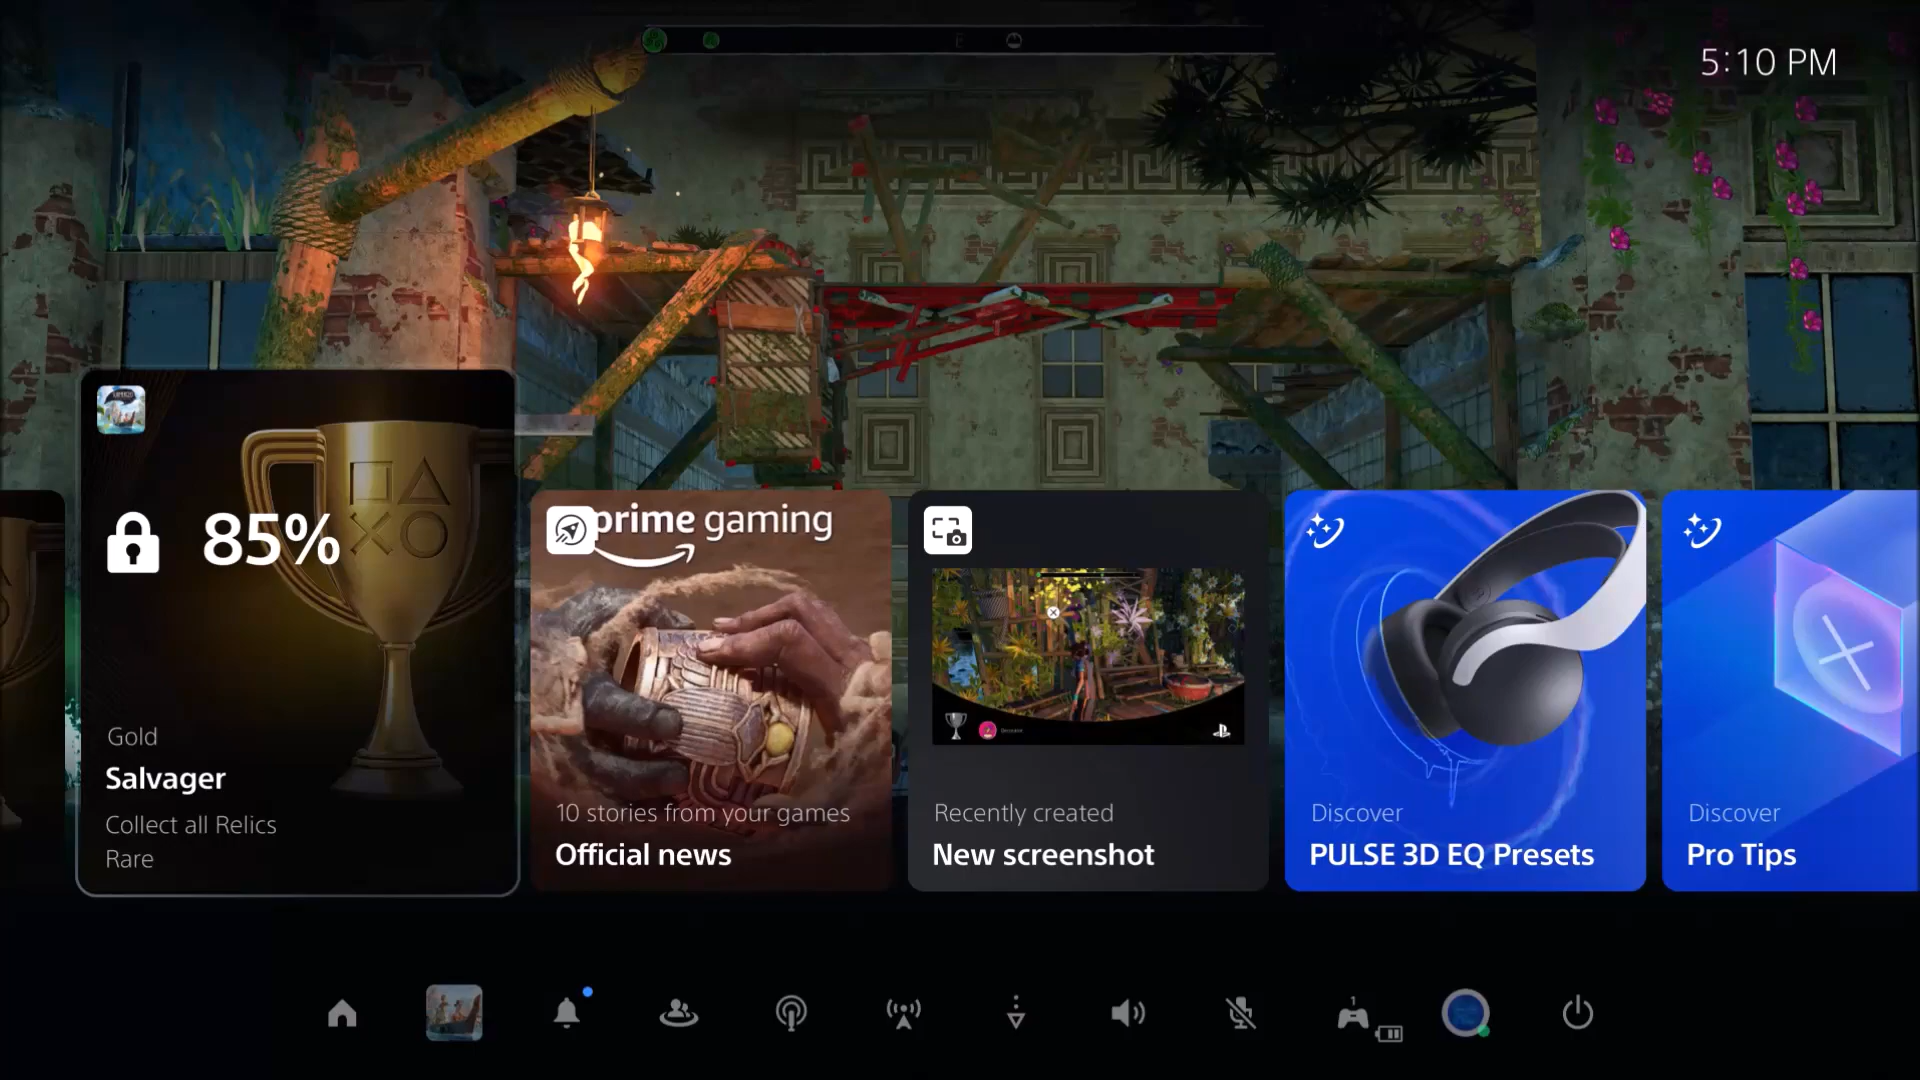 5:10 PM
85%
Gold
Salvager
Collect all Relics
Rare
prime gaming
10 stories from your games
Official news
Recently created
New screenshot
Discover
PULSE 3D EQ Presets
Discover
Pro Tips
1